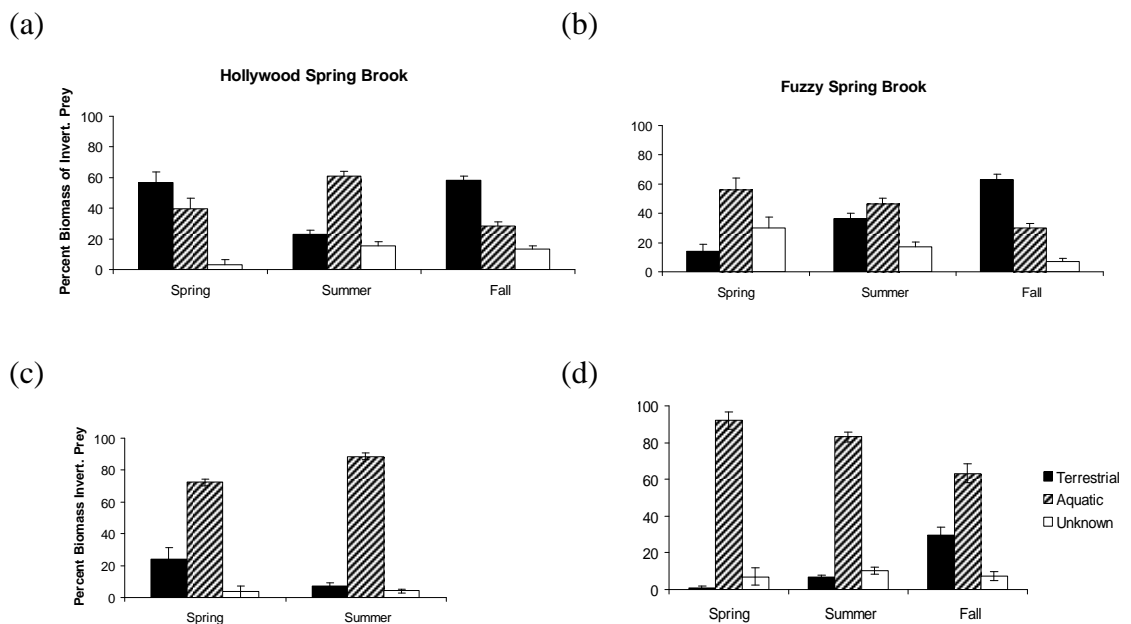 (a)
Hollywood Spring Brook
Percent Biomass of Invert. Prey
100
80
60
40
20
0
Spring Summer Fall
(b)
Fuzzy Spring Brook
100
80
60
40
20
0
Spring Summer Fall
(c)
Percent Biomass Invert. Prey
100
80
60
40
20
0
Spring Summer
(d)
100
80
60
40
20
0
Spring Summer Fall
Terrestrial
Aquatic
Unknown